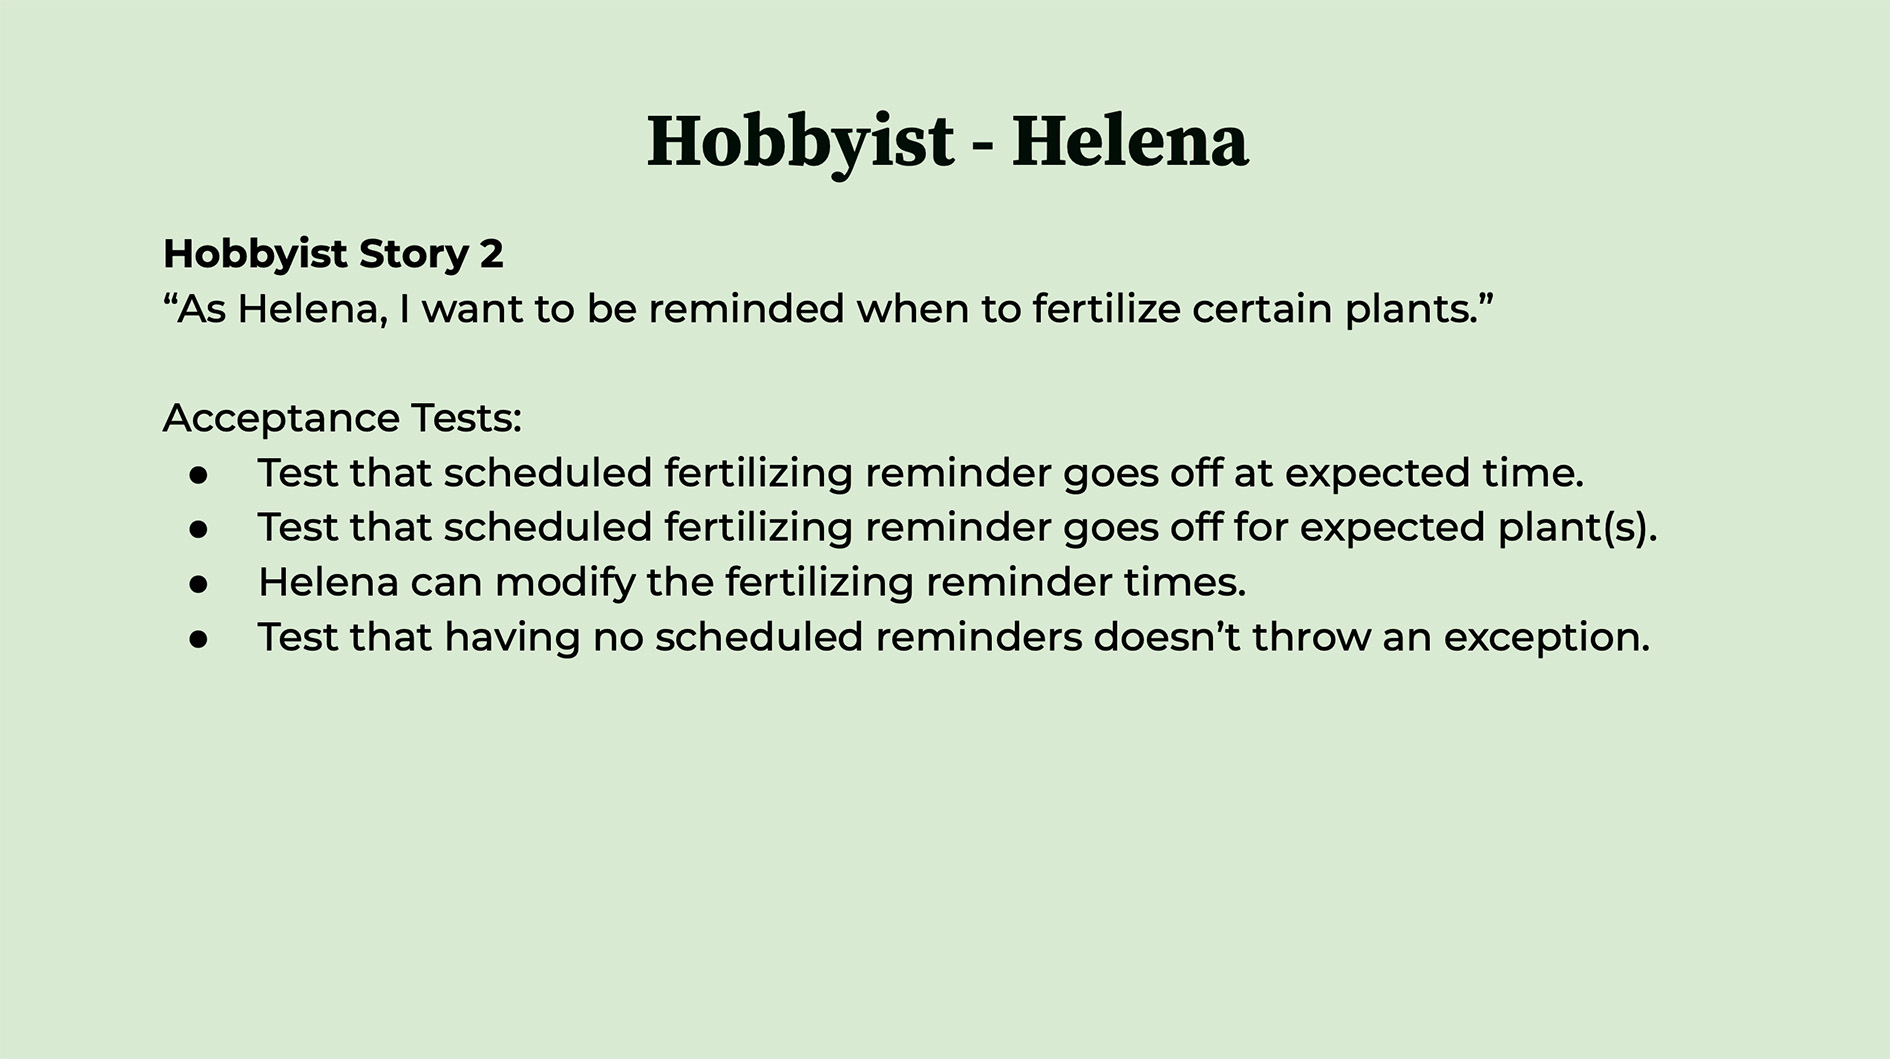 Hobbyist - Helena
Hobbyist Story 2
“As Helena, I want to be reminded when to fertilize certain plants.”
Acceptance Tests:
● Test that scheduled fertilizing reminder goes off at expected time.
● Test that scheduled fertilizing reminder goes off for expected plant(s).
● Helena can modify the fertilizing reminder times.
● Test that having no scheduled reminders doesn’t throw an exception.